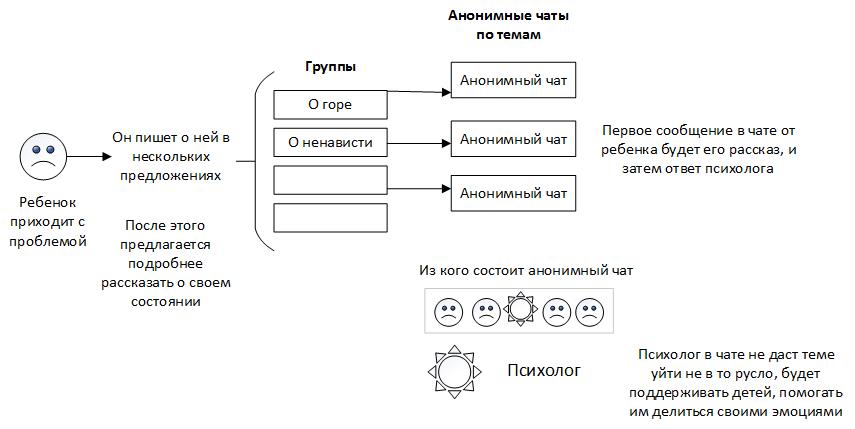 Анонимные чаты
по темам
Группы
Анонимный чат
О горе
Он пишет о ней в
нескольких
предложениях
О ненависти
Анонимный чат
Первое сообщение в чате от
ребенка будет его рассказ, и
затем ответ психолога
Анонимный чат
Ребенок
приходит с
проблемой
После этого
предлагается
подробнее
рассказать о своем
состоянии
Из кого состоит анонимный чат
Психолог
Психолог в чате не даст теме
уйти не в то русло, будет
поддерживать детей, помогать
им делиться своими эмоциями